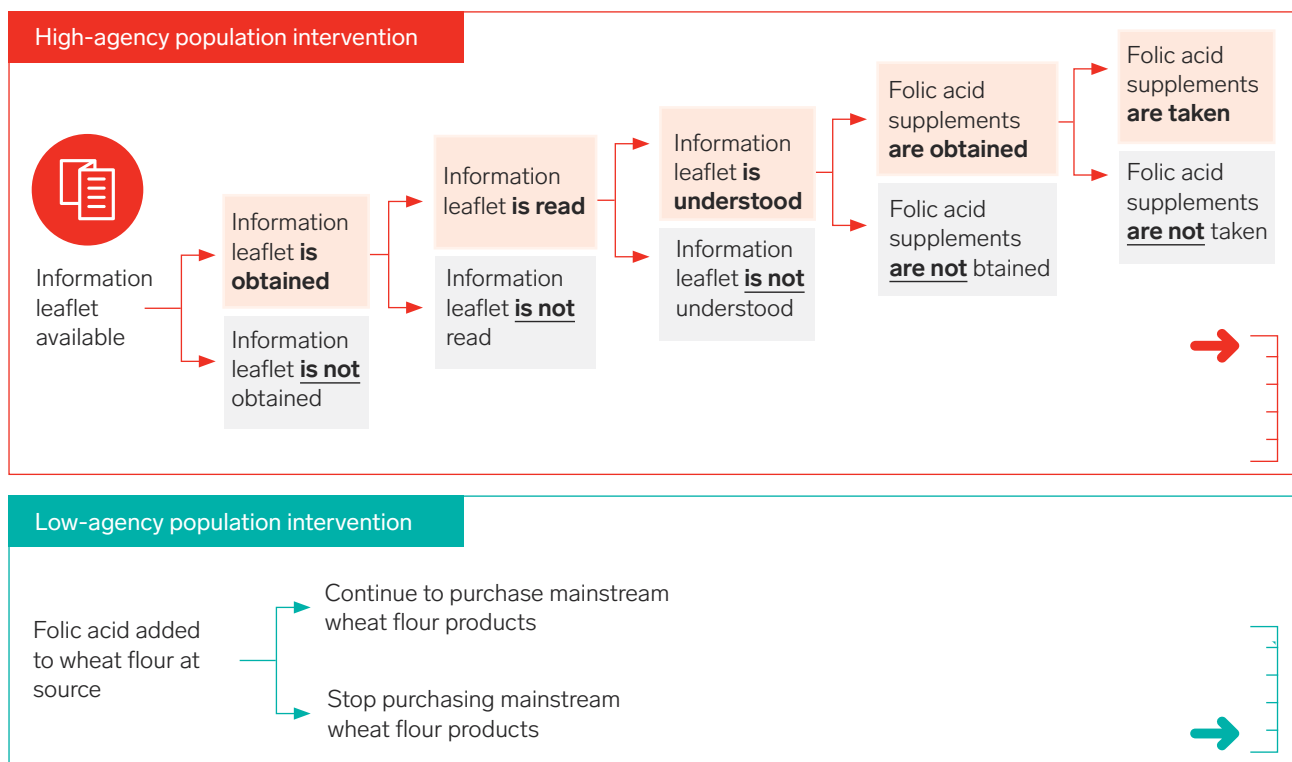 High-agency population intervention
Information
leaflet
available
Information
leaflet is
obtained
Information
leaflet is not
obtained
Information
leaflet is read
Information
leaflet is not
read
Information
leaflet is
understood
Information
leaflet is not
understood
Folic acid
supplements
are obtained
Folic acid
supplements
are not btained
Folic acid
supplements
are taken
Folic acid
supplements
are not taken
Low-agency population intervention
Folic acid added
to wheat flour at
source
Continue to purchase mainstream
wheat flour products
Stop purchasing mainstream
wheat flour products